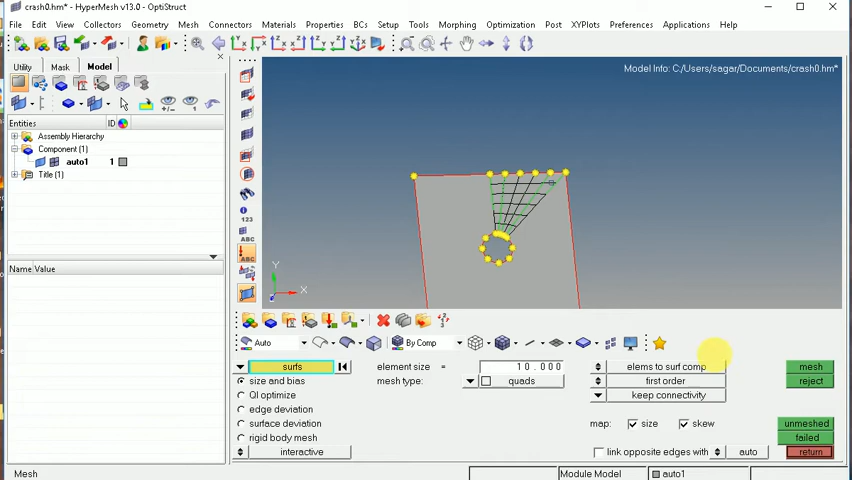 crash0.hm* - HyperMesh v13.0 - OptiStruct
File Edit View Collectors Geometry Mesh Connectors Materials Properties BCs Setup Tools Morphing Optimization Post XYPlots Preferences Applications Help
Utility Mask Model
Model Info: C:/Users/sagar/Documents/crash0.hm*
Entities ID
Assembly Hierarchy
Component (1)
auto1 1
Title (1)
Name Value
Y
X
Z
123
ABC
ABC
Auto By Comp
surfs element size = 10.000 elems to surf comp mesh
size and bias mesh type: quads first order reject
QI optimize keep connectivity
edge deviation
surface deviation map: size skew unmeshed
rigid body mesh failed
interactive link opposite edges with auto return
Mesh Module Model auto1